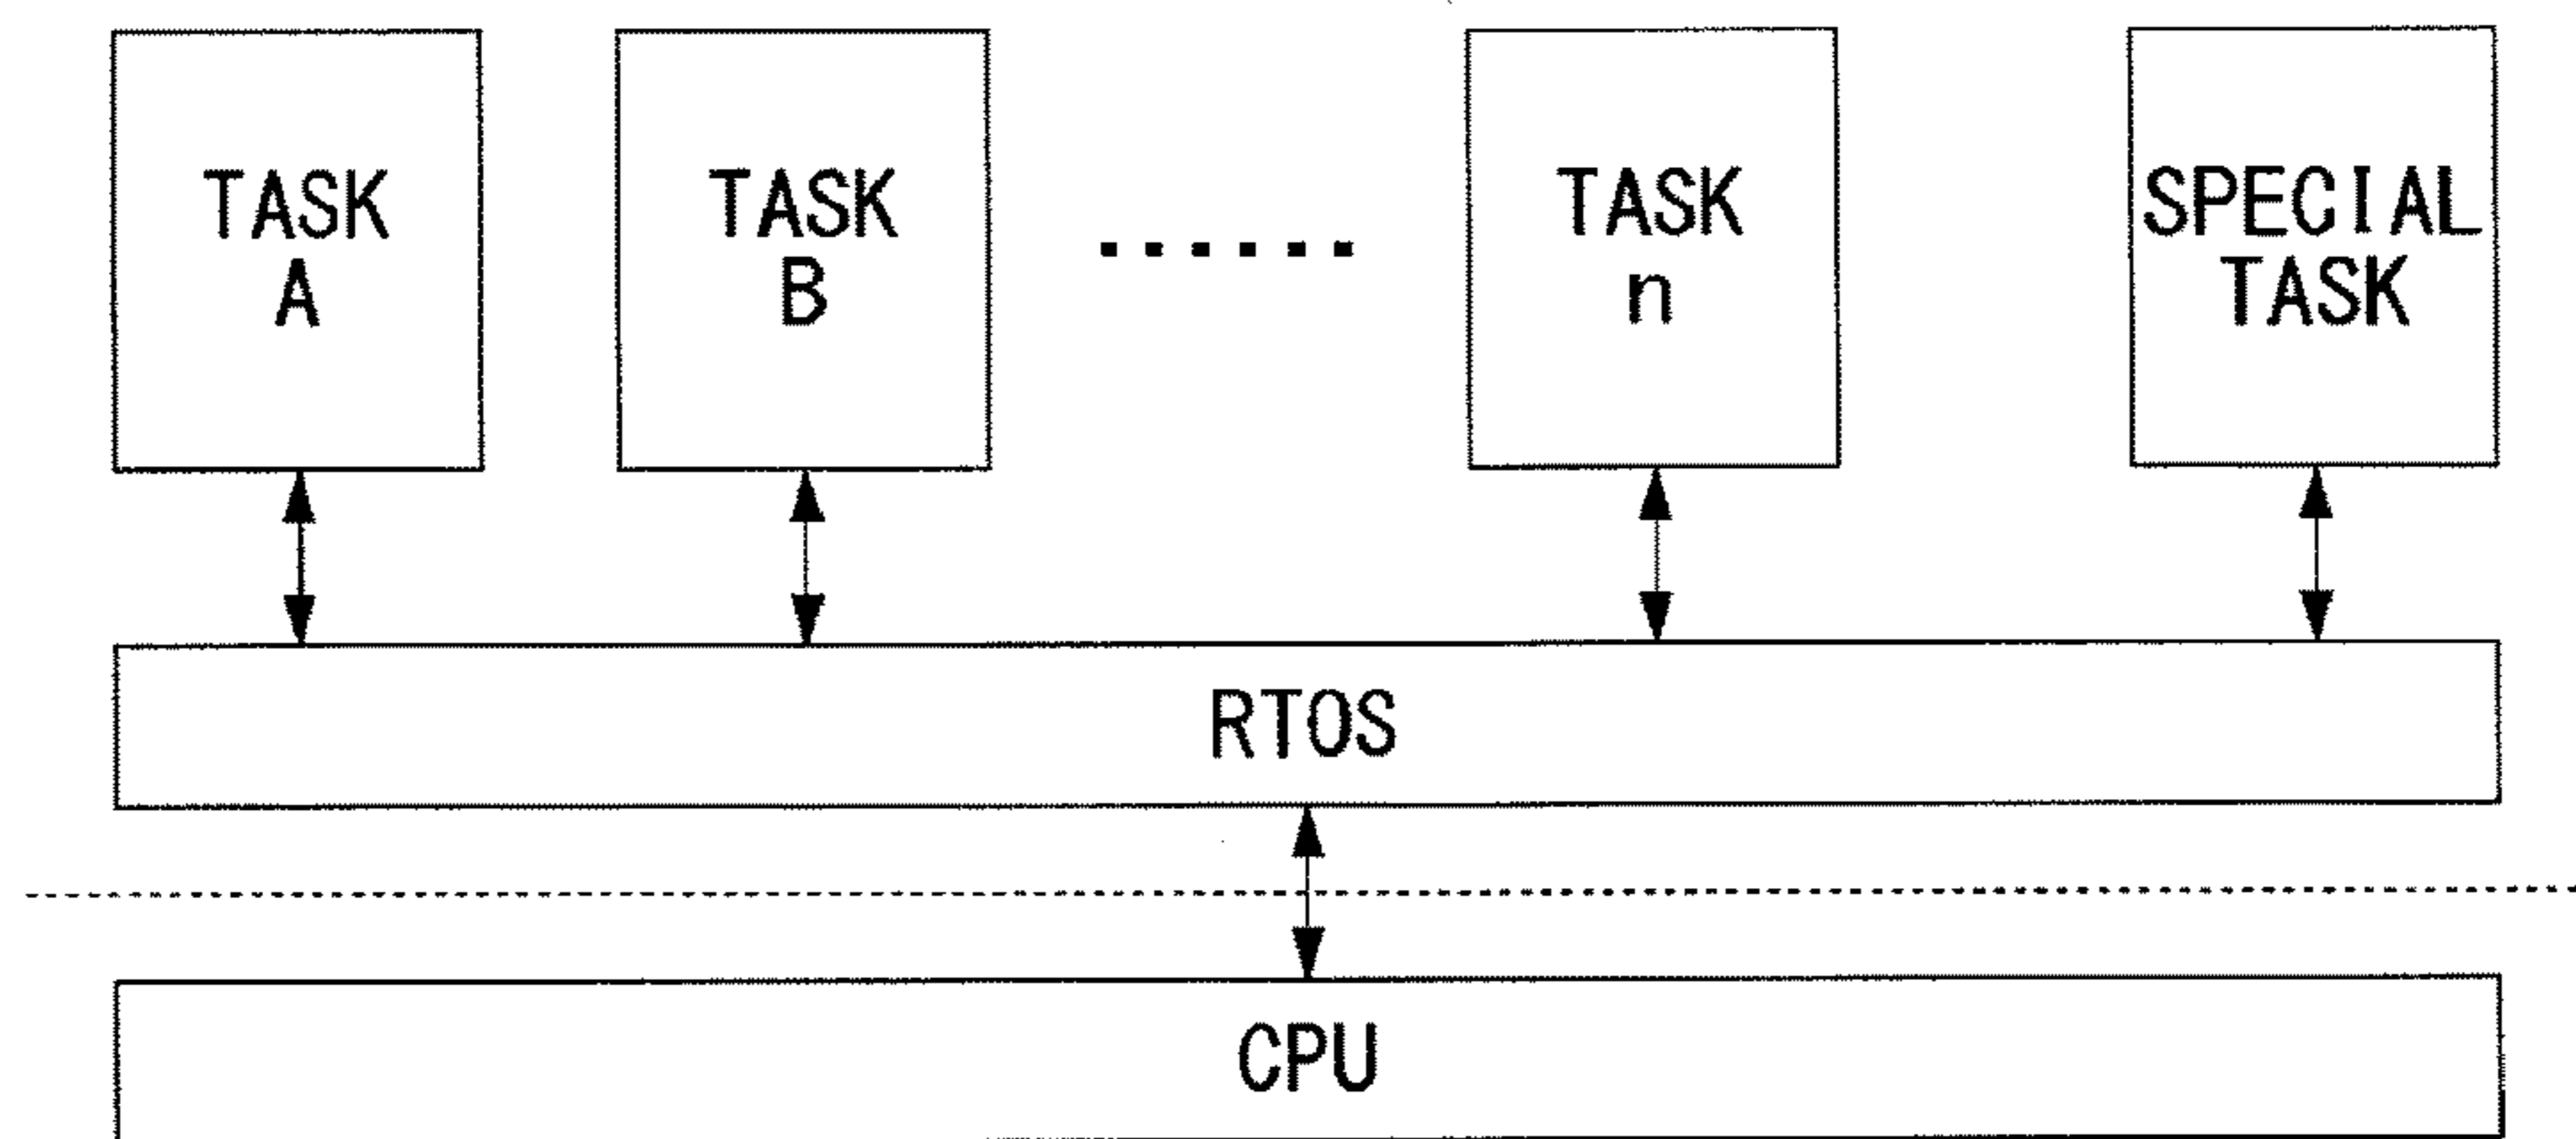 TASK
A
TASK
B
......
TASK
n
SPECIAL
TASK
RTOS
CPU